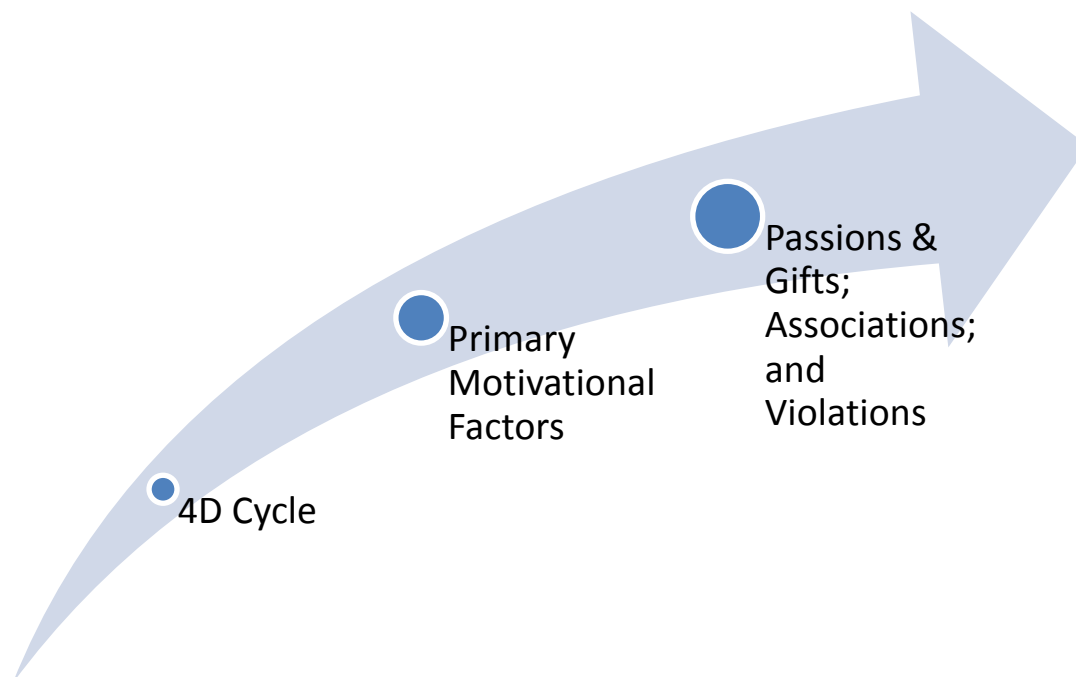 Passions &
Gifts;
Associations;
and
Violations
Primary
Motivational
Factors
4D Cycle